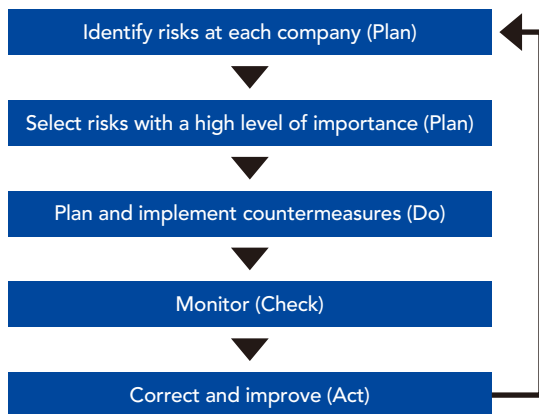 Identify risks at each company (Plan)
Select risks with a high level of importance (Plan)
Plan and implement countermeasures (Do)
Monitor (Check)
Correct and improve (Act)